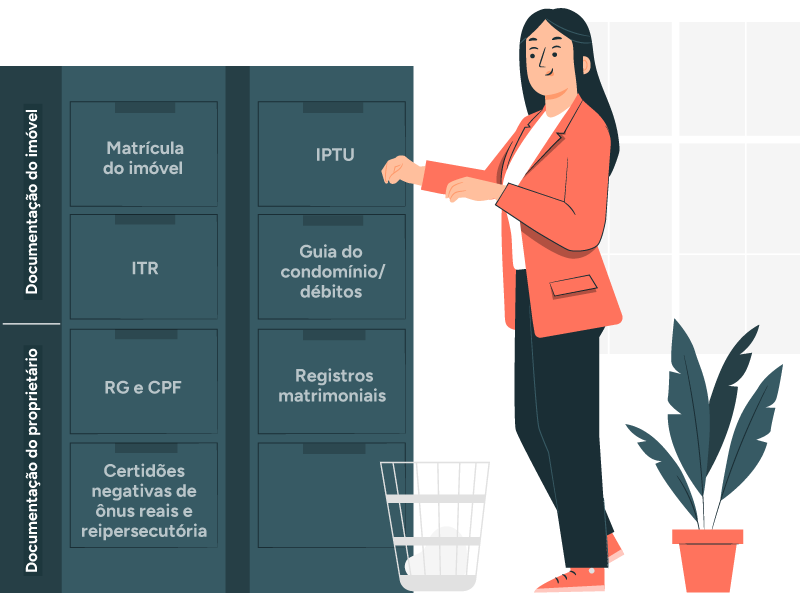 Documentação do imóvel
Matrícula
do imóvel
IPTU
ITR
Guia do
condomínio/
débitos
Documentação do proprietário
RG e CPF
Registros
matrimoniais
Certidões
negativas de
ônus reais e
reipersecutória